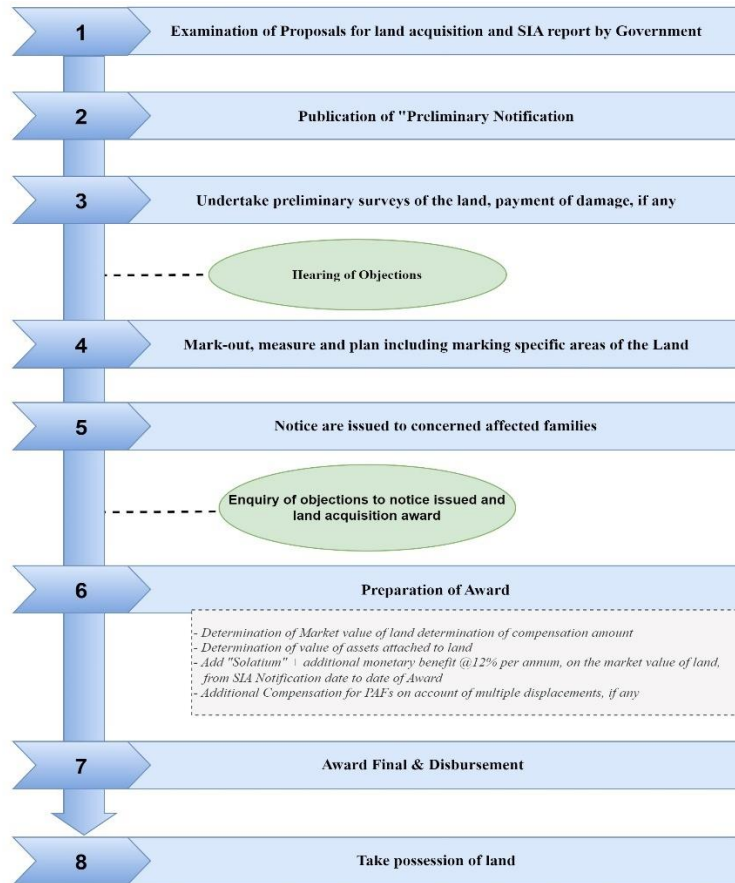 1
Examination of Proposals for land acquisition and SIA report by Government
2
Publication of "Preliminary Notification
3
Undertake preliminary surveys of the land, payment of damage, if any
Hearing of Objections
4
Mark-out, measure and plan including marking specific areas of the Land
5
Notice are issued to concerned affected families
Enquiry of objections to notice issued and
land acquisition award
6
Preparation of Award
- Determination of Market value of land determination of compensation amount
- Determination of value of assets attached to land
- Add "Solatium" + additional monetary benefit @12% per annum, on the market value of land,
from SIA Notification date to date of Award
- Additional Compensation for PAFs on account of multiple displacements, if any
7
Award Final & Disbursement
8
Take possession of land